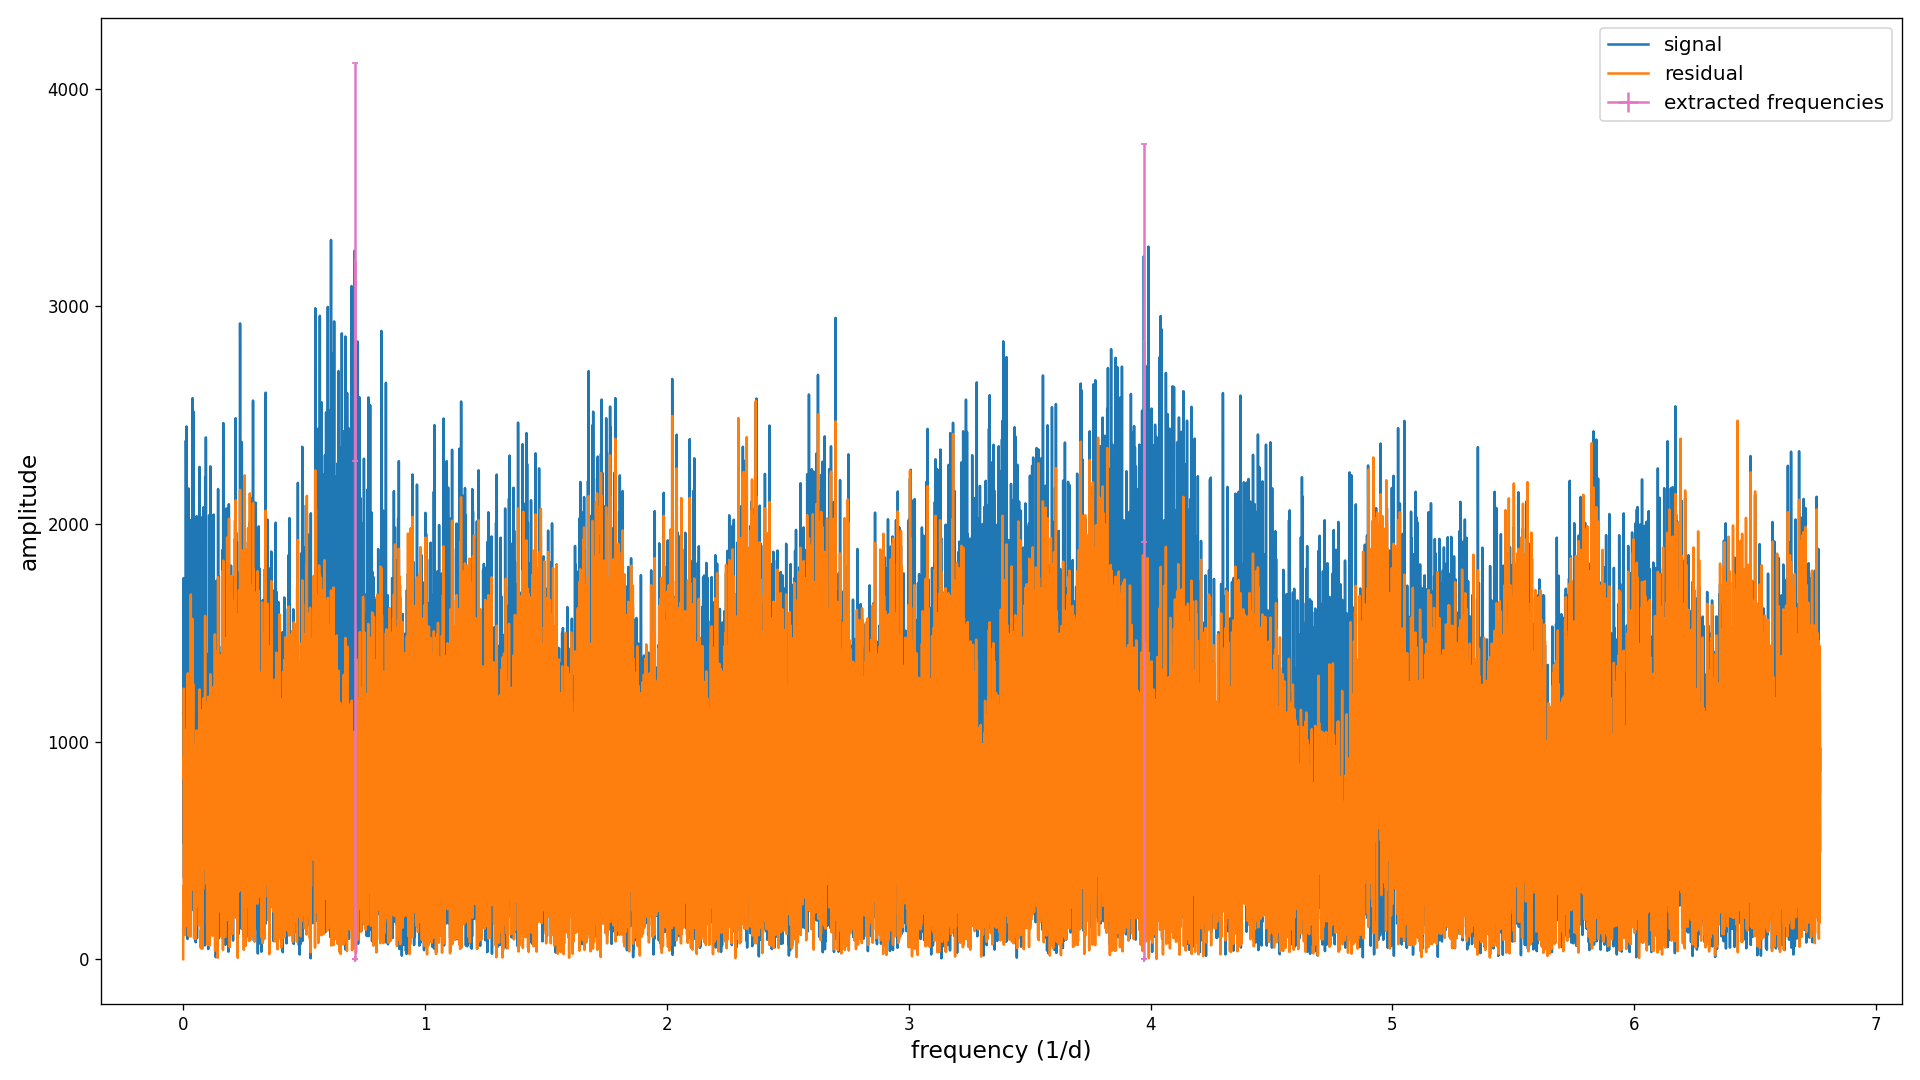 signal
residual
extracted frequencies
4000
3000
2000
1000
0
amplitude
0 1 2 3 4 5 6 7
frequency (1/d)